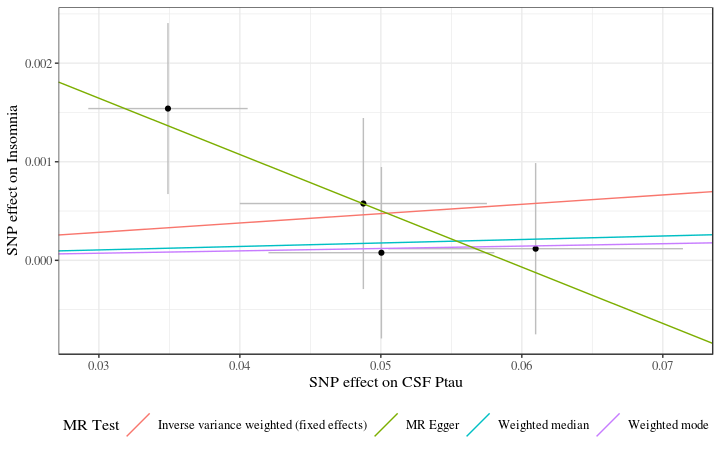 SNP effect on Insomnia
0.002
0.001
0.000
0.03 0.04 0.05 0.06 0.07
SNP effect on CSF Ptau
MR Test Inverse variance weighted (fixed effects) MR Egger Weighted median Weighted mode